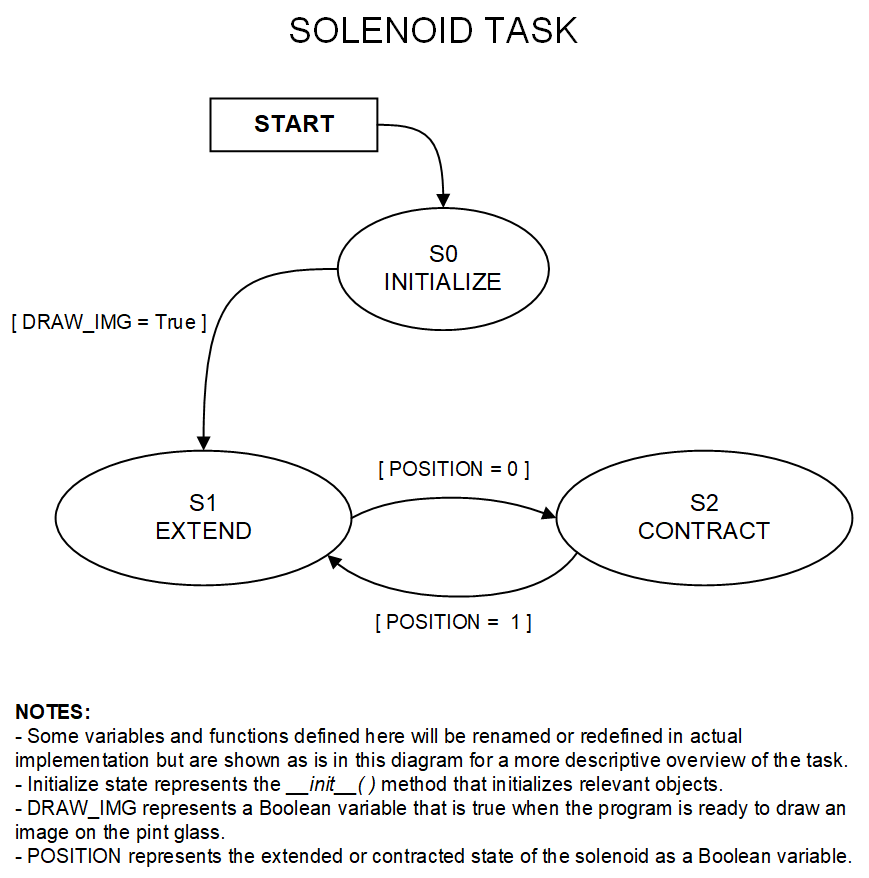 SOLENOID TASK
START
S0
INITIALIZE
[ DRAW_IMG = True ]
[ POSITION = 0 ]
S1
EXTEND
S2
CONTRACT
[ POSITION =  1 ]
NOTES:
- Some variables and functions defined here will be renamed or redefined in actual
implementation but are shown as is in this diagram for a more descriptive overview of the task.
- Initialize state represents the __init__( ) method that initializes relevant objects.
- DRAW_IMG represents a Boolean variable that is true when the program is ready to draw an
image on the pint glass.
- POSITION represents the extended or contracted state of the solenoid as a Boolean variable.